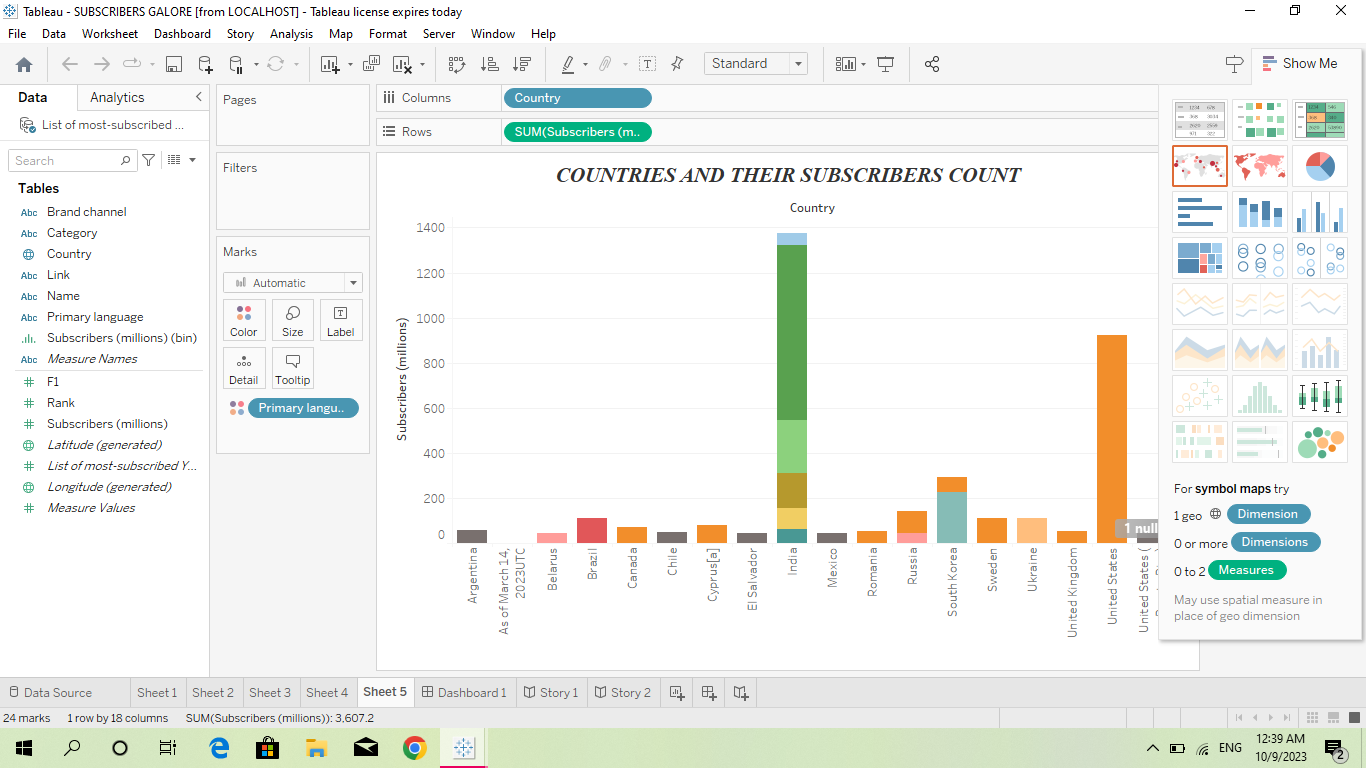 Tableau - SUBSCRIBERS GALORE [from LOCALHOST] - Tableau license expires today
File Data Worksheet Dashboard Story Analysis Map Format Server Window Help
Standard
Show Me
Data Analytics
List of most-subscribed ...
Search
Tables
Abc Brand channel
Abc Category
Country
Abc Link
Abc Name
Abc Primary language
Subscribers (millions) (bin)
Abc Measure Names
F1
Rank
Subscribers (millions)
Latitude (generated)
List of most-subscribed Y...
Longitude (generated)
Measure Values
Pages
Filters
Marks
Automatic
Color Size Label
Detail Tooltip
Primary langu..
Columns Country
Rows SUM(Subscribers (m..
COUNTRIES AND THEIR SUBSCRIBERS COUNT
Country
Subscribers (millions)
1400
1200
1000
800
600
400
200
0
Argentina
As of March 14,
2023UTC
Belarus
Brazil
Canada
Chile
Cyprus[a]
El Salvador
India
Mexico
Romania
Russia
South Korea
Sweden
Ukraine
United Kingdom
United States
United States (
1 null
For symbol maps try
1 geo Dimension
0 or more Dimensions
0 to 2 Measures
May use spatial measure in
place of geo dimension
Data Source Sheet 1 Sheet 2 Sheet 3 Sheet 4 Sheet 5 Dashboard 1 Story 1 Story 2
24 marks 1 row by 18 columns SUM(Subscribers (millions)): 3,607.2
ENG
12:39 AM
10/9/2023
2